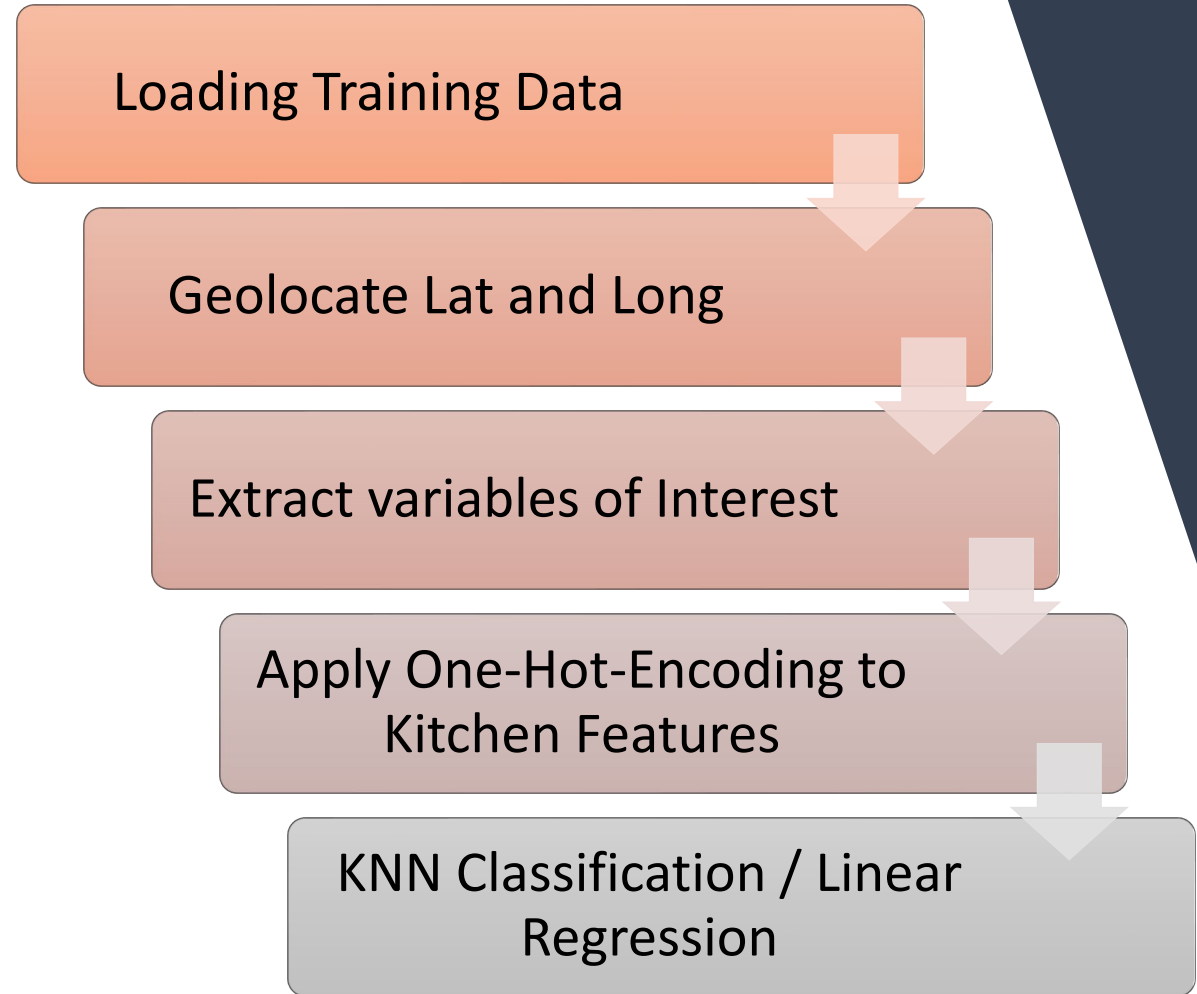 Loading Training Data
Geolocate Lat and Long
Extract variables of Interest
Apply One-Hot-Encoding to
Kitchen Features
KNN Classification / Linear
Regression